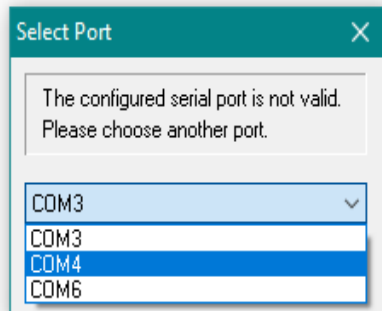 Select Port
The configured serial port is not valid.
Please choose another port.
COM3
COM3
COM4
COM6